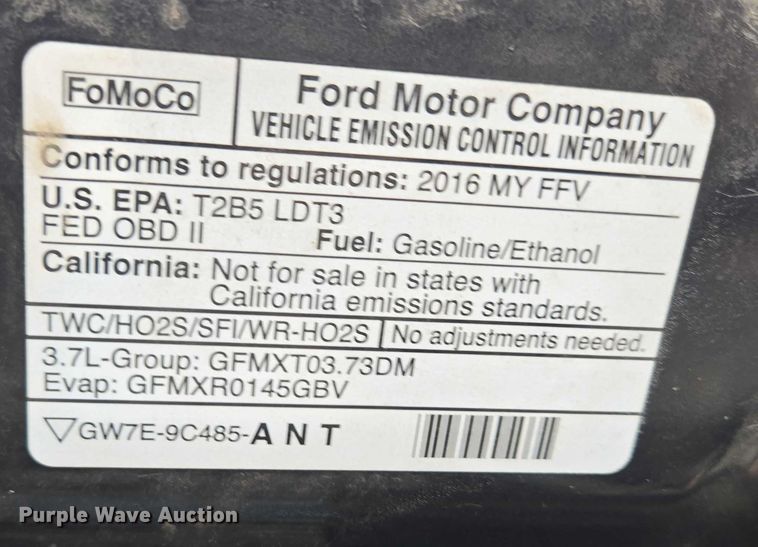 FoMoCo
Ford Motor Company
VEHICLE EMISSION CONTROL INFORMATION
Conforms to regulations: 2016 MY FFV
U.S. EPA: T2B5 LDT3
FED OBD II Fuel: Gasoline/Ethanol
California: Not for sale in states with
California emissions standards.
TWC/HO2S/SFI/WR-HO2S No adjustments needed.
3.7L-Group: GFMXT03.73DM
Evap: GFMXR0145GBV
GW7E-9C485-A N T
Purple Wave Auction